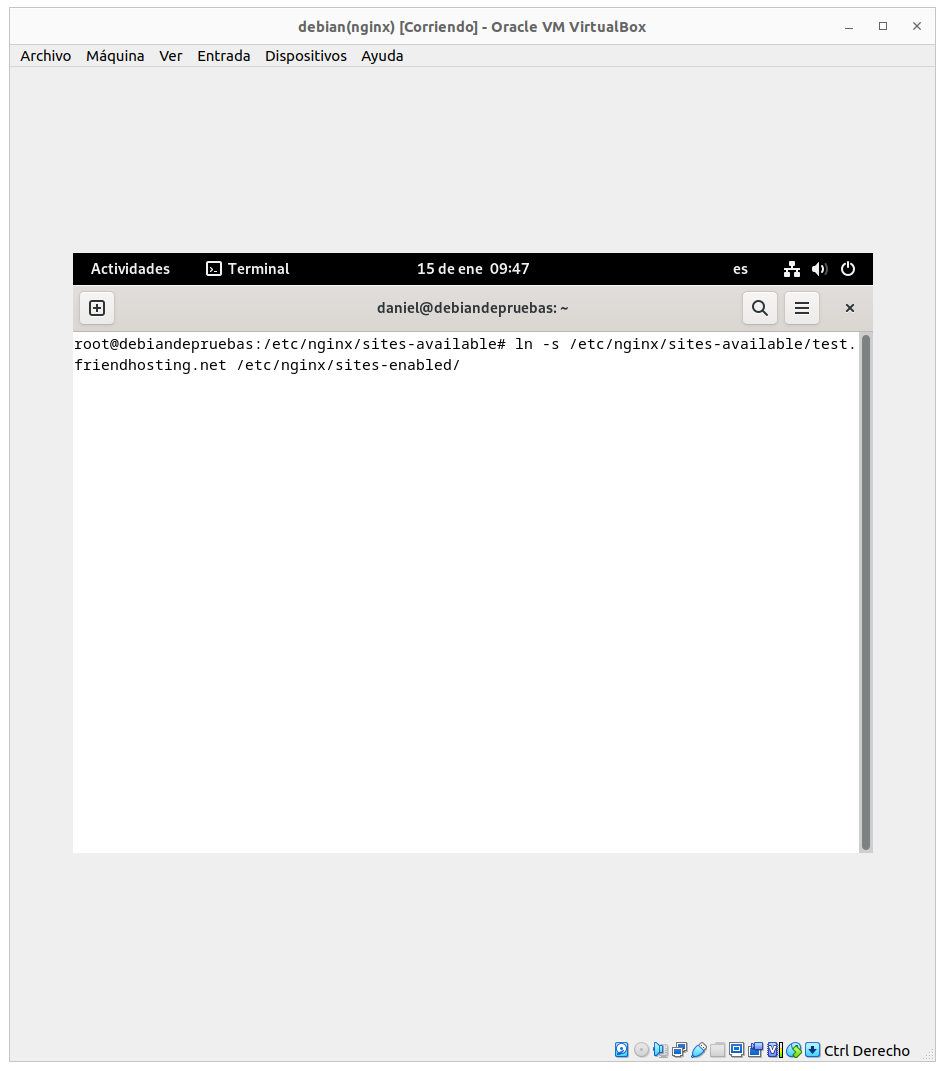 debian(nginx) [Corriendo] - Oracle VM VirtualBox
Archivo Máquina Ver Entrada Dispositivos Ayuda
Actividades Terminal 15 de ene 09:47 es
daniel@debiandepruebas: ~
root@debiandepruebas:/etc/nginx/sites-available# ln -s /etc/nginx/sites-available/test.
friendhosting.net /etc/nginx/sites-enabled/
Ctrl Derecho